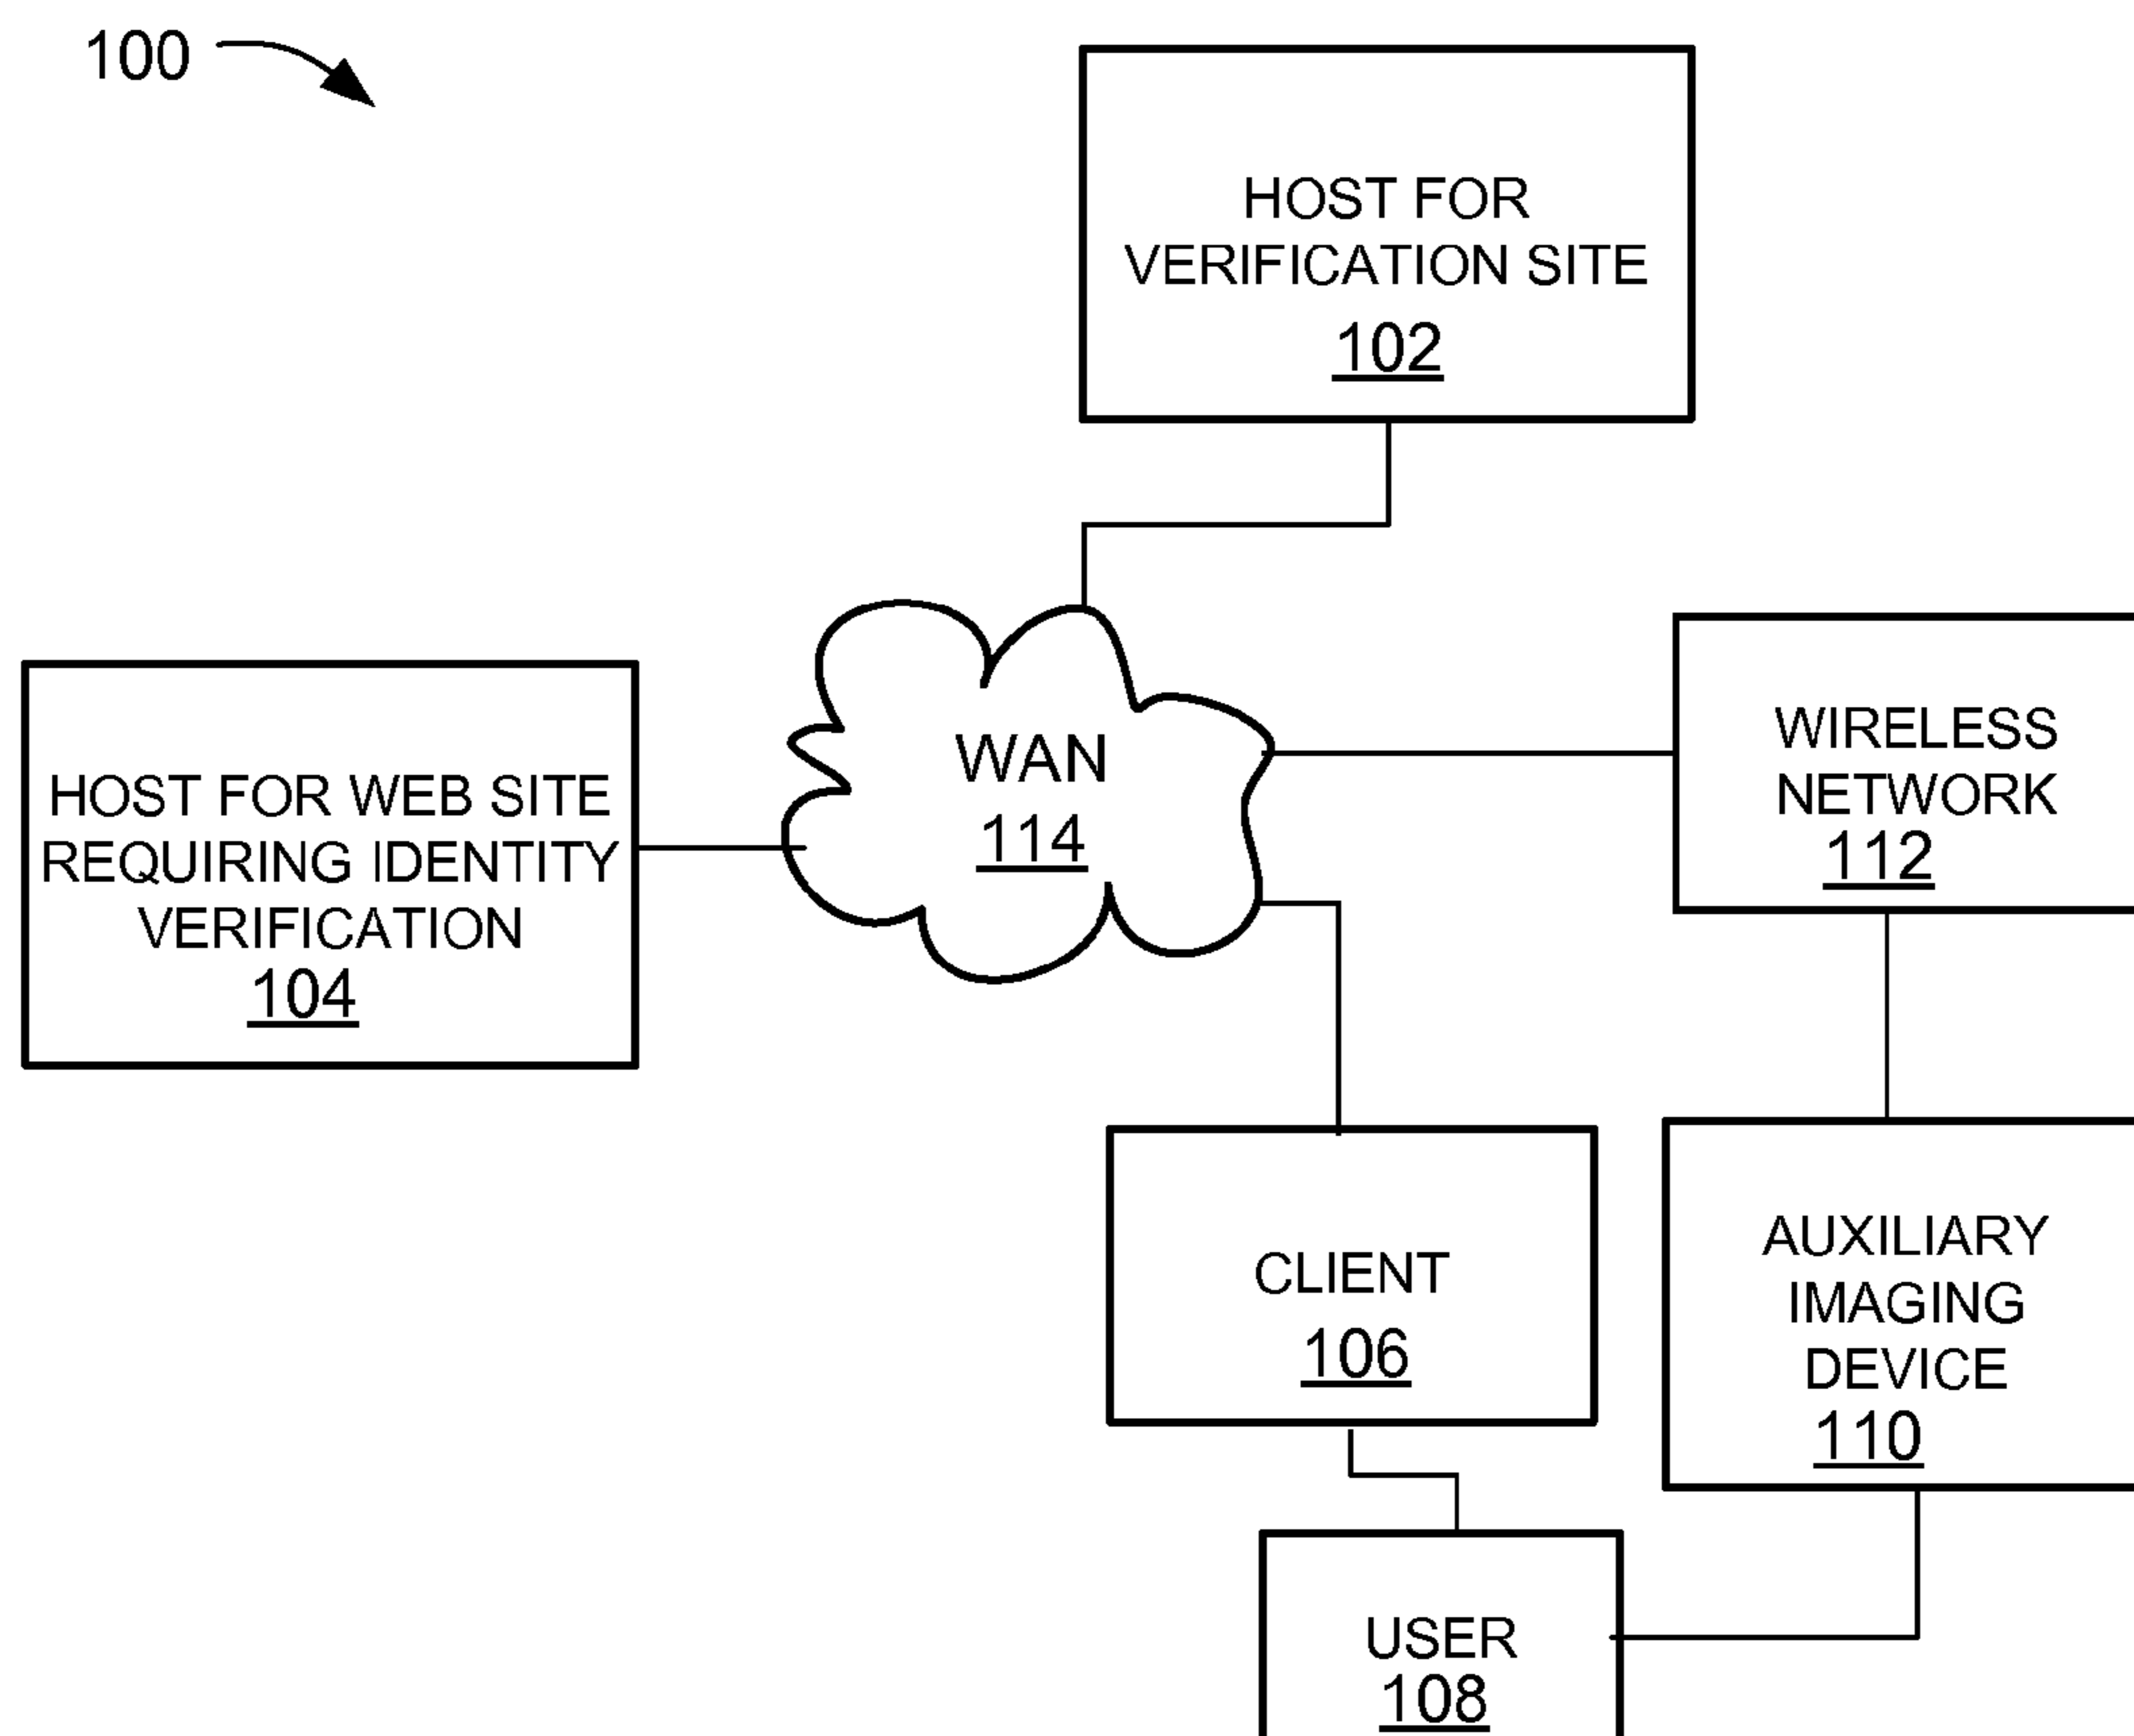 100
HOST FOR
VERIFICATION SITE
102
HOST FOR WEB SITE
REQUIRING IDENTITY
VERIFICATION
104
WAN
114
WIRELESS
NETWORK
112
CLIENT
106
AUXILIARY
IMAGING
DEVICE
110
USER
108